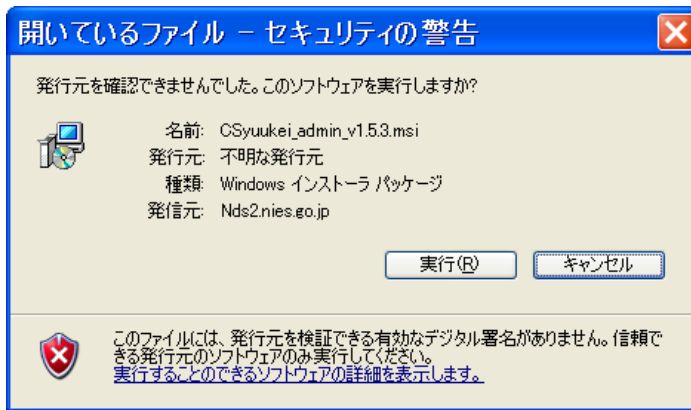 開いているファイル - セキュリティの警告
発行元を確認できませんでした。このソフトウェアを実行しますか?
名前: CSyuukei_admin_v1.5.3.msi
発行元: 不明な発行元
種類: Windows インストーラ パッケージ
発信元: Nds2.nies.go.jp
実行(R) キャンセル
このファイルには、発行元を検証できる有効なデジタル署名がありません。信頼で
きる発行元のソフトウェアのみ実行してください。
実行することのできるソフトウェアの詳細を表示します。